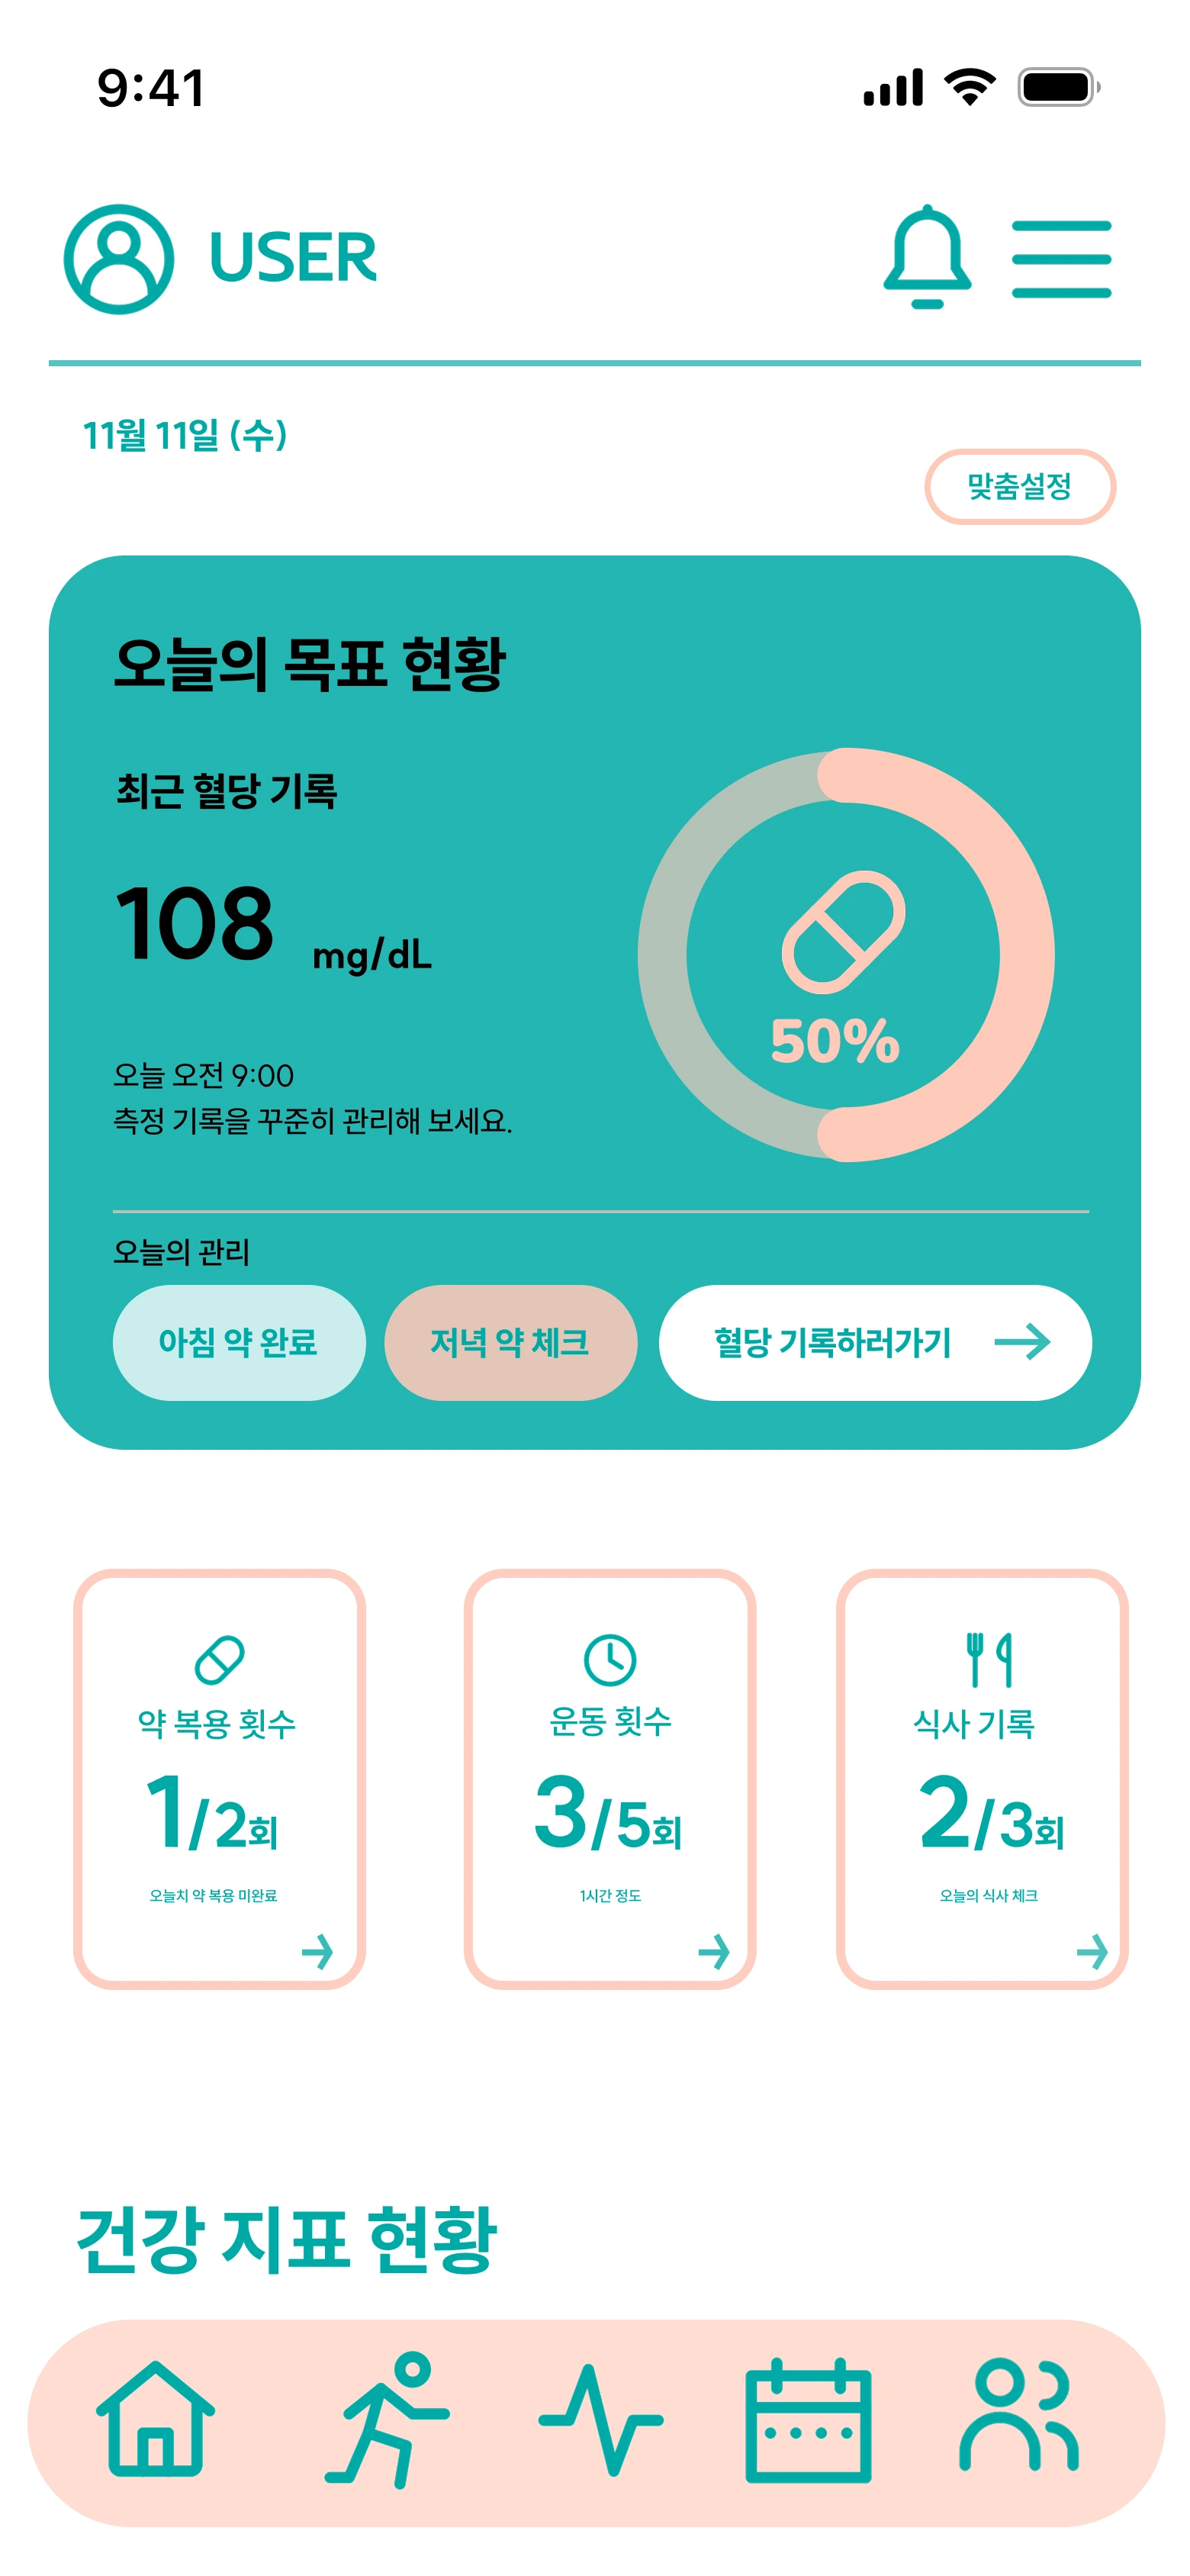 9:41
USER
11월 11일 (수)
맞춤설정
오늘의 목표 현황
최근 혈당 기록
108 mg/dL
50%
오늘 오전 9:00
측정 기록을 꾸준히 관리해 보세요.
오늘의 관리
아침 약 완료
저녁 약 체크
혈당 기록하러가기
약 복용 횟수
1/2회
오늘치 약 복용 미완료
운동 횟수
3/5회
1시간 정도
식사 기록
2/3회
오늘의 식사 체크
건강 지표 현황